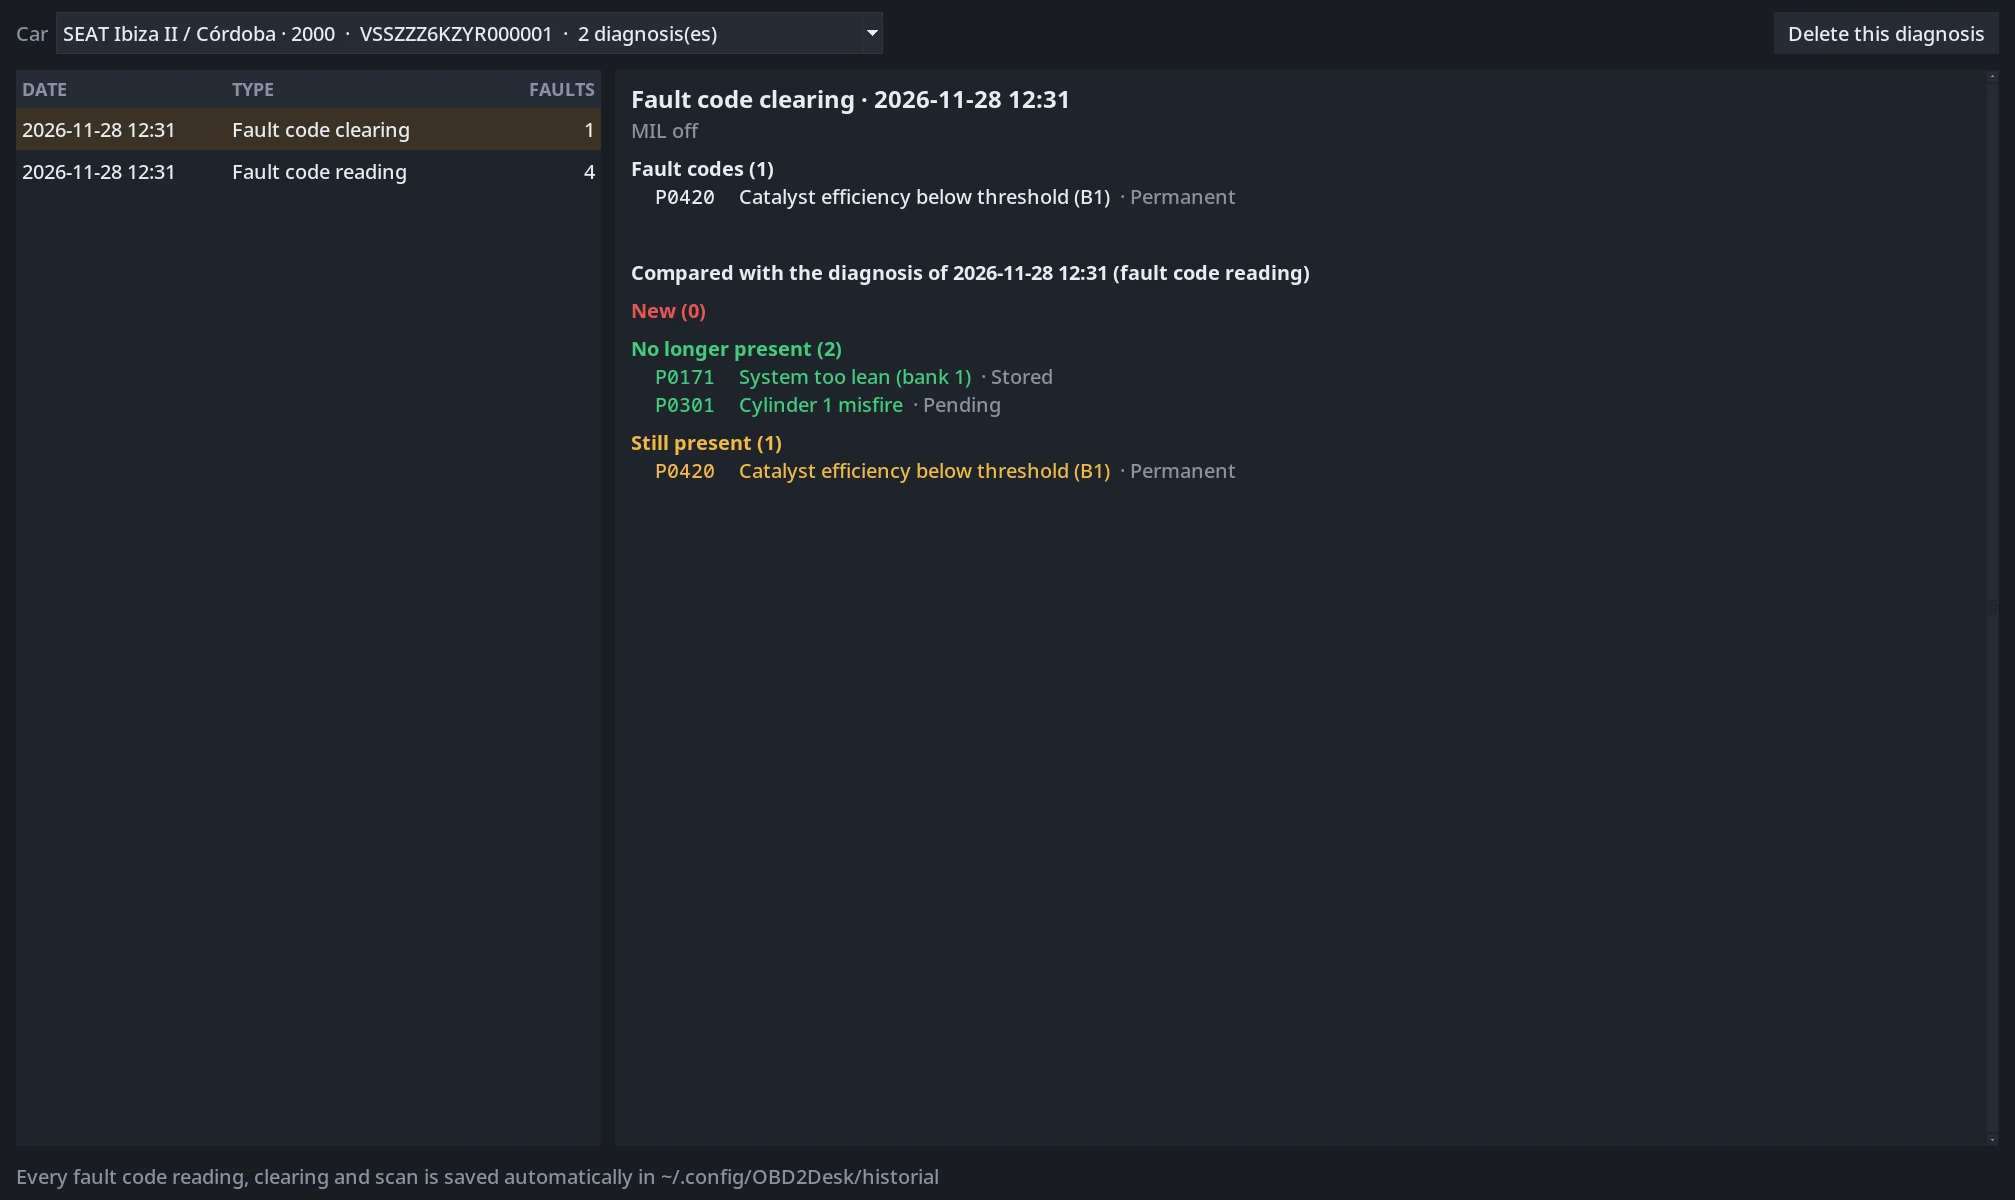 Car SEAT Ibiza II / Córdoba · 2000 · VSSZZZ6KZYR000001 · 2 diagnosis(es) Delete this diagnosis
DATE TYPE FAULTS
2026-11-28 12:31 Fault code clearing 1
2026-11-28 12:31 Fault code reading 4
Fault code clearing · 2026-11-28 12:31
MIL off
Fault codes (1)
P0420 Catalyst efficiency below threshold (B1) · Permanent
Compared with the diagnosis of 2026-11-28 12:31 (fault code reading)
New (0)
No longer present (2)
P0171 System too lean (bank 1) · Stored
P0301 Cylinder 1 misfire · Pending
Still present (1)
P0420 Catalyst efficiency below threshold (B1) · Permanent
Every fault code reading, clearing and scan is saved automatically in ~/.config/OBD2Desk/historial